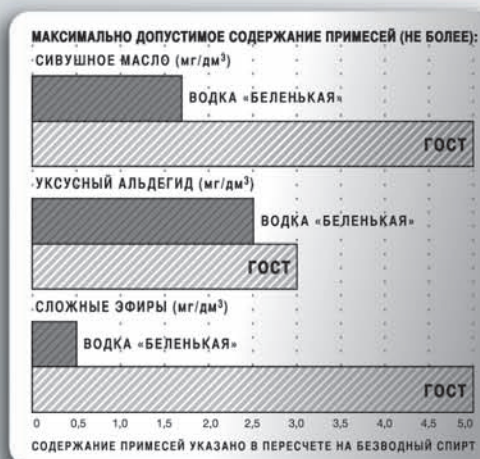 МАКСИМАЛЬНО ДОПУСТИМОЕ СОДЕРЖАНИЕ ПРИМЕСЕЙ (НЕ БОЛЕЕ):
СИВУШНОЕ МАСЛО (мг/дм³)
ВОДКА «БЕЛЕНЬКАЯ»
ГОСТ
УКСУСНЫЙ АЛЬДЕГИД (мг/дм³)
ВОДКА «БЕЛЕНЬКАЯ»
ГОСТ
СЛОЖНЫЕ ЭФИРЫ (мг/дм³)
ВОДКА «БЕЛЕНЬКАЯ»
ГОСТ
0 0,5 1,0 1,5 2,0 2,5 3,0 3,5 4,0 4,5 5,0
СОДЕРЖАНИЕ ПРИМЕСЕЙ УКАЗАНО В ПЕРЕСЧЕТЕ НА БЕЗВОДНЫЙ СПИРТ